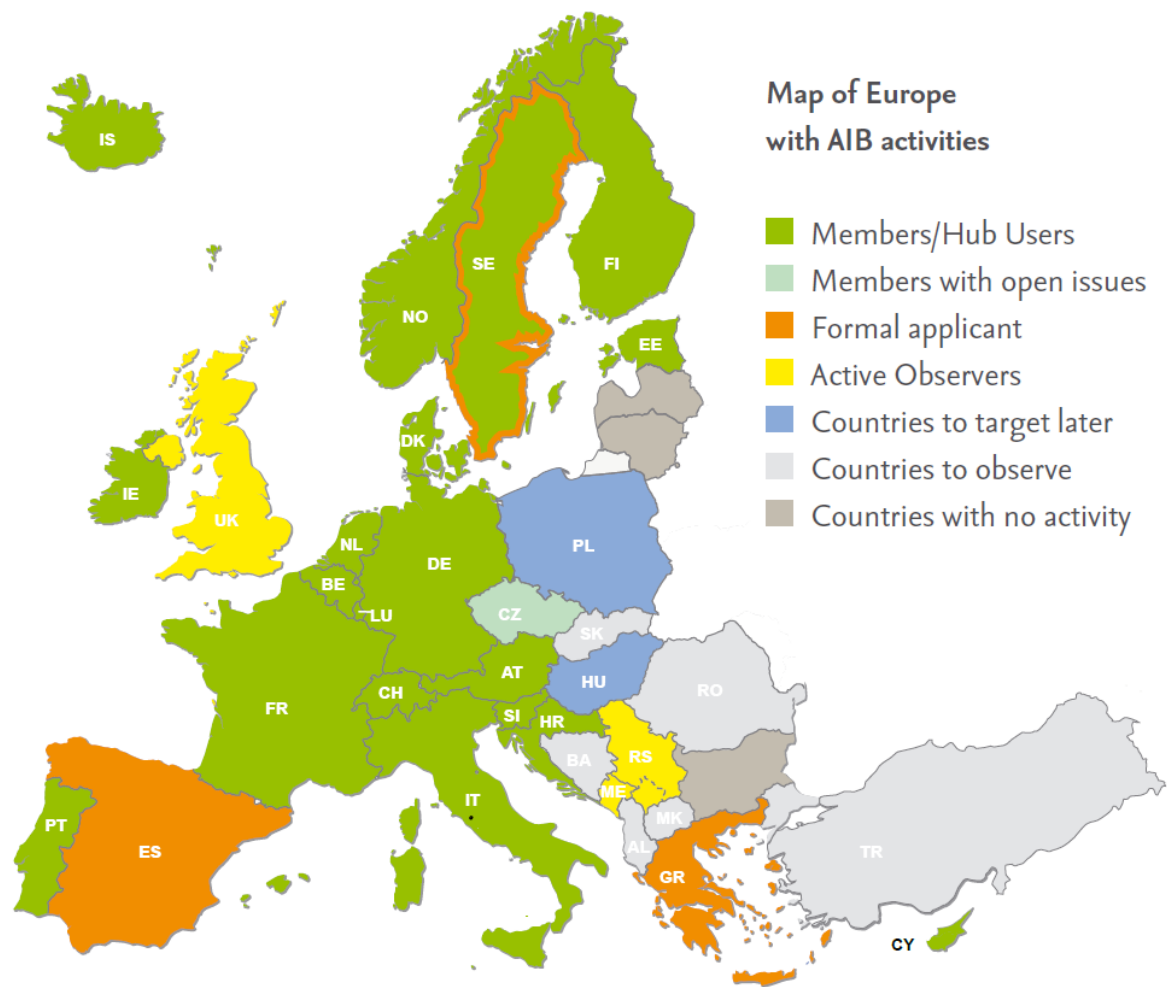 Map of Europe
with AIB activities
Members/Hub Users
Members with open issues
Formal applicant
Active Observers
Countries to target later
Countries to observe
Countries with no activity
IS
SE
FI
NO
EE
DK
IE
UK
NL
PL
DE
BE
LU
CZ
SK
AT
HU
CH
RO
FR
SI
HR
BA
RS
ME
IT
PT
MK
AL
ES
TR
GR
CY